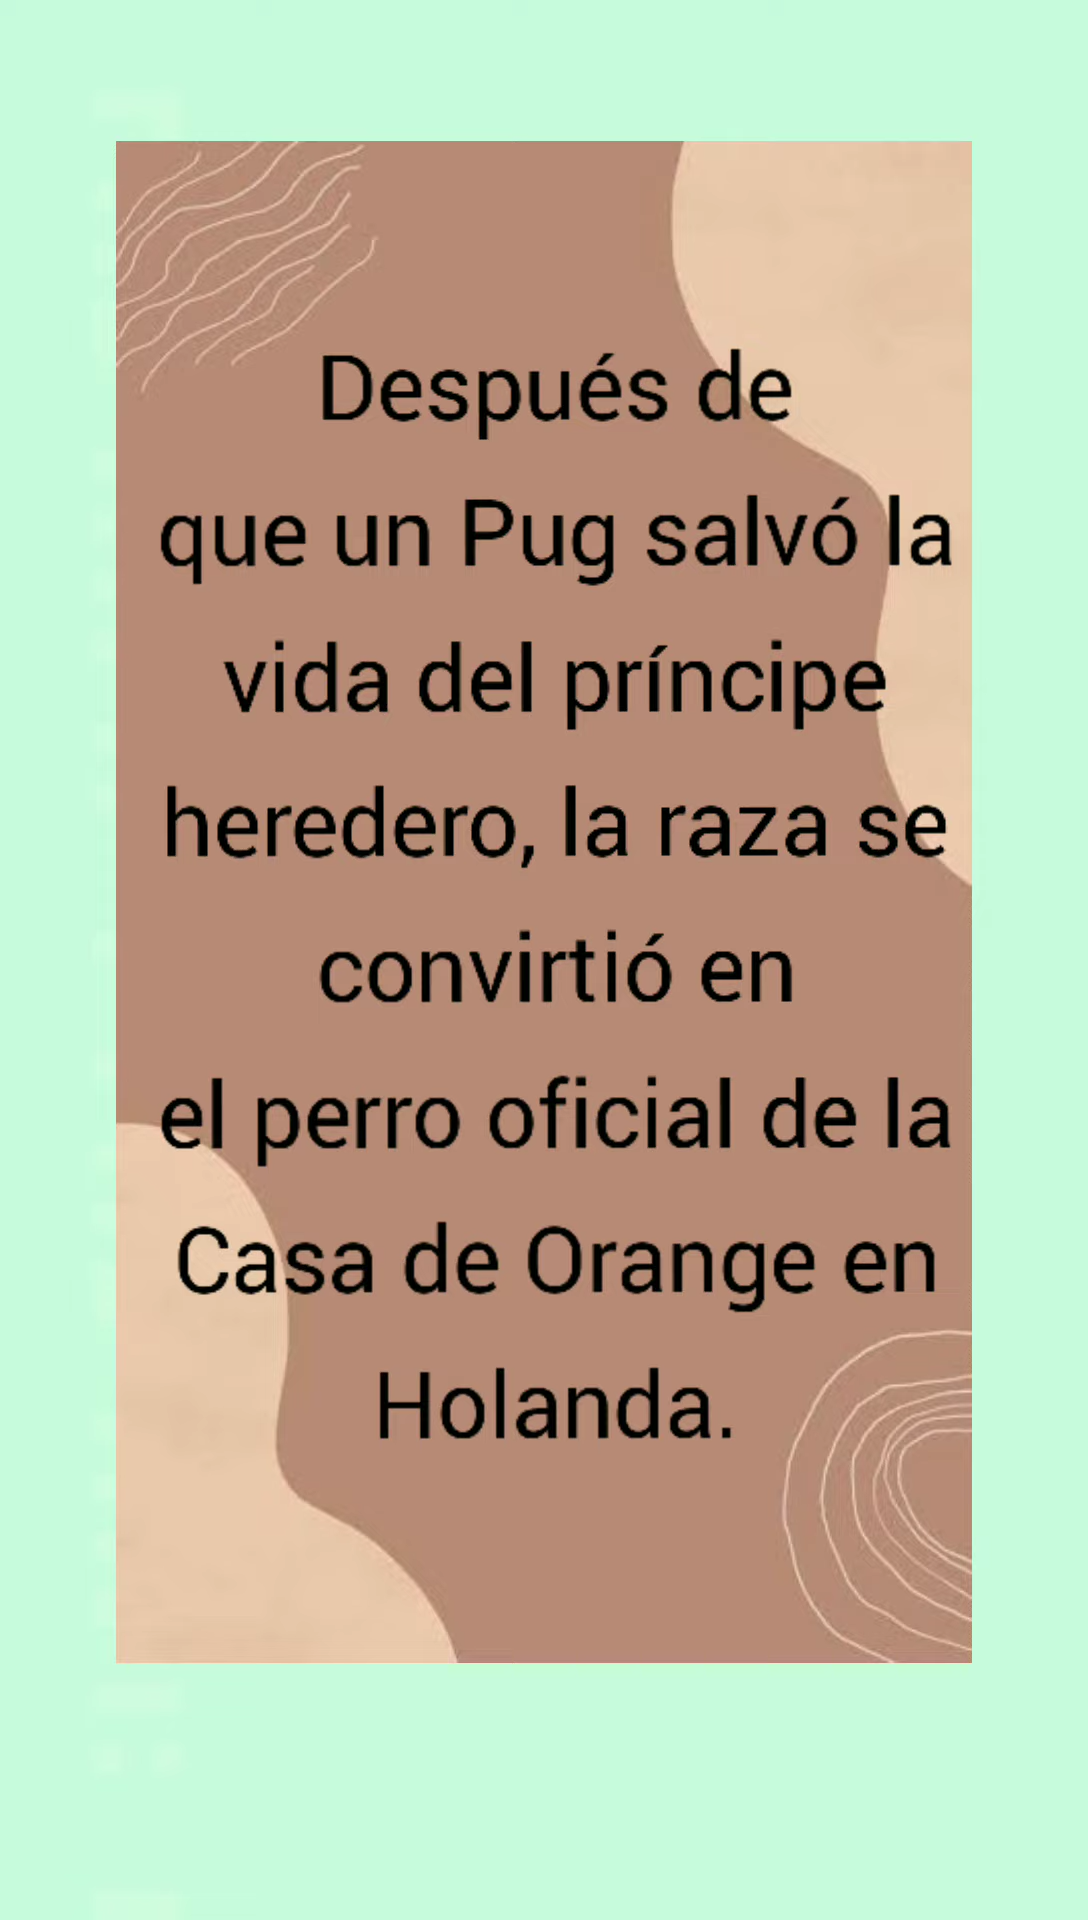 Después de
que un Pug salvó la
vida del príncipe
heredero, la raza se
convirtió en
el perro oficial de la
Casa de Orange en
Holanda.